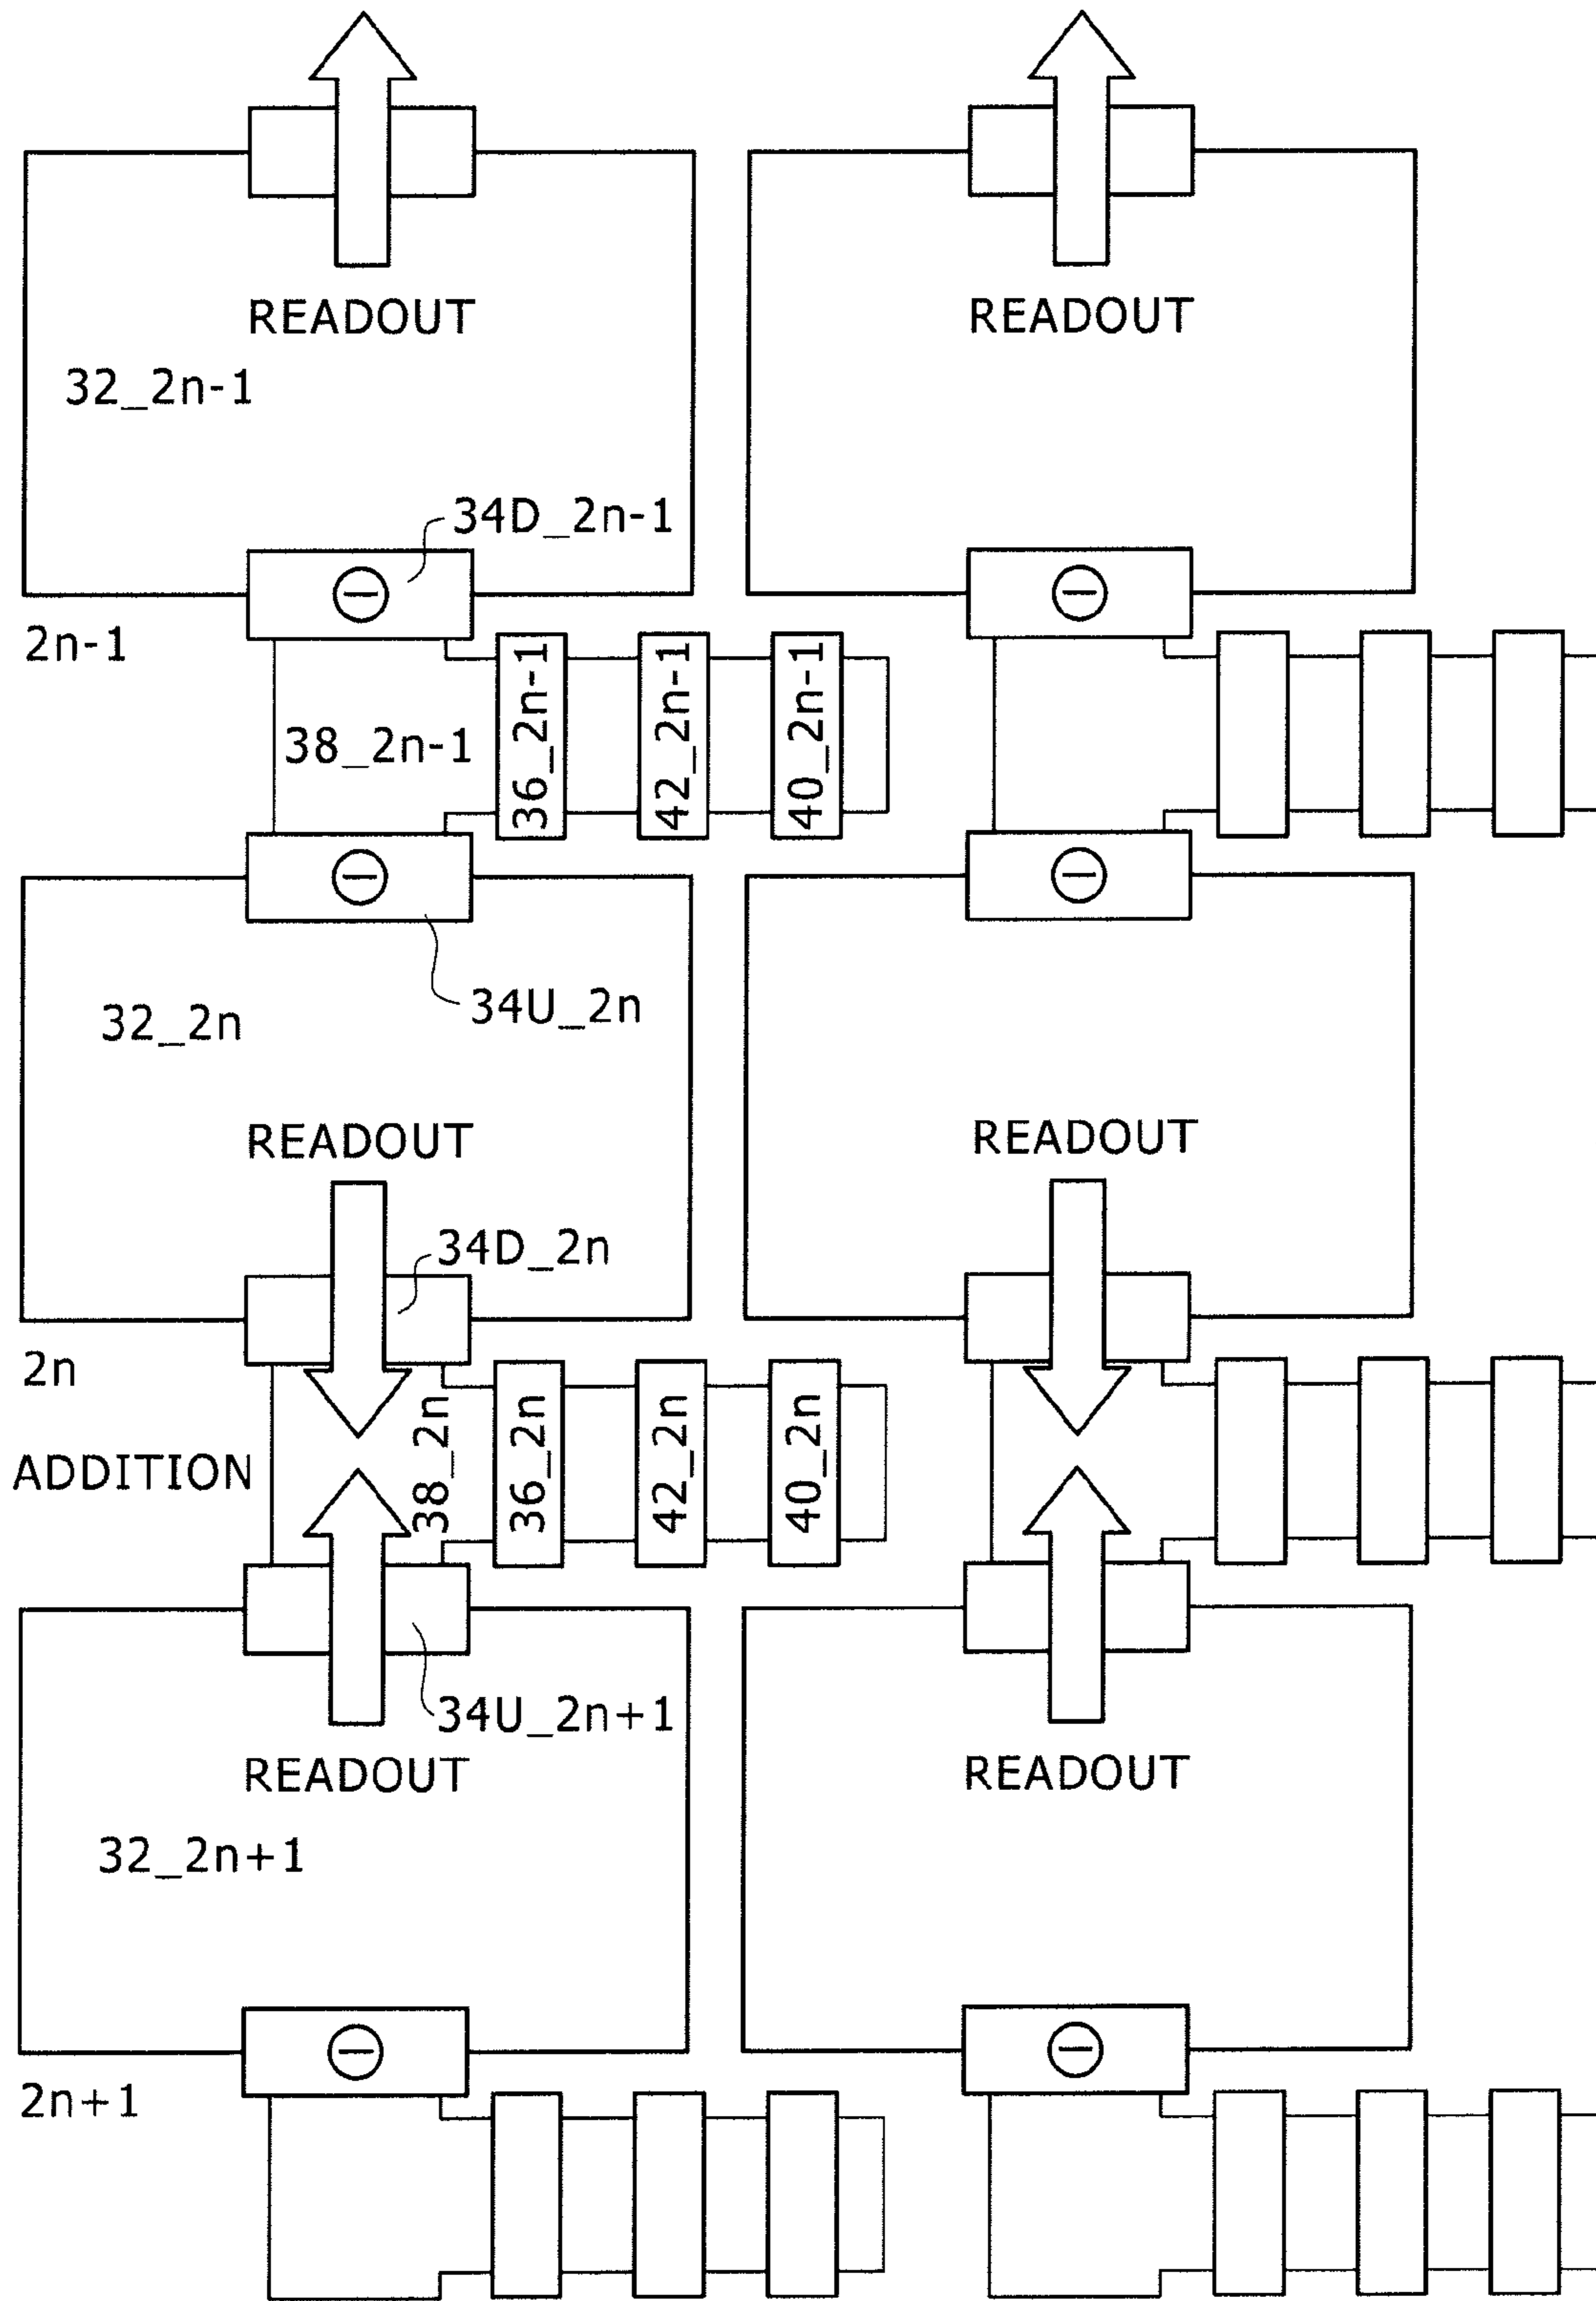 READOUT READOUT
32_2n-1
34D_2n-1
2n-1
38_2n-1 36_2n-1 42_2n-1 40_2n-1
34U_2n
32_2n
READOUT READOUT
34D_2n
2n
ADDITION 38_2n 36_2n 42_2n 40_2n
34U_2n+1
READOUT READOUT
32_2n+1
2n+1